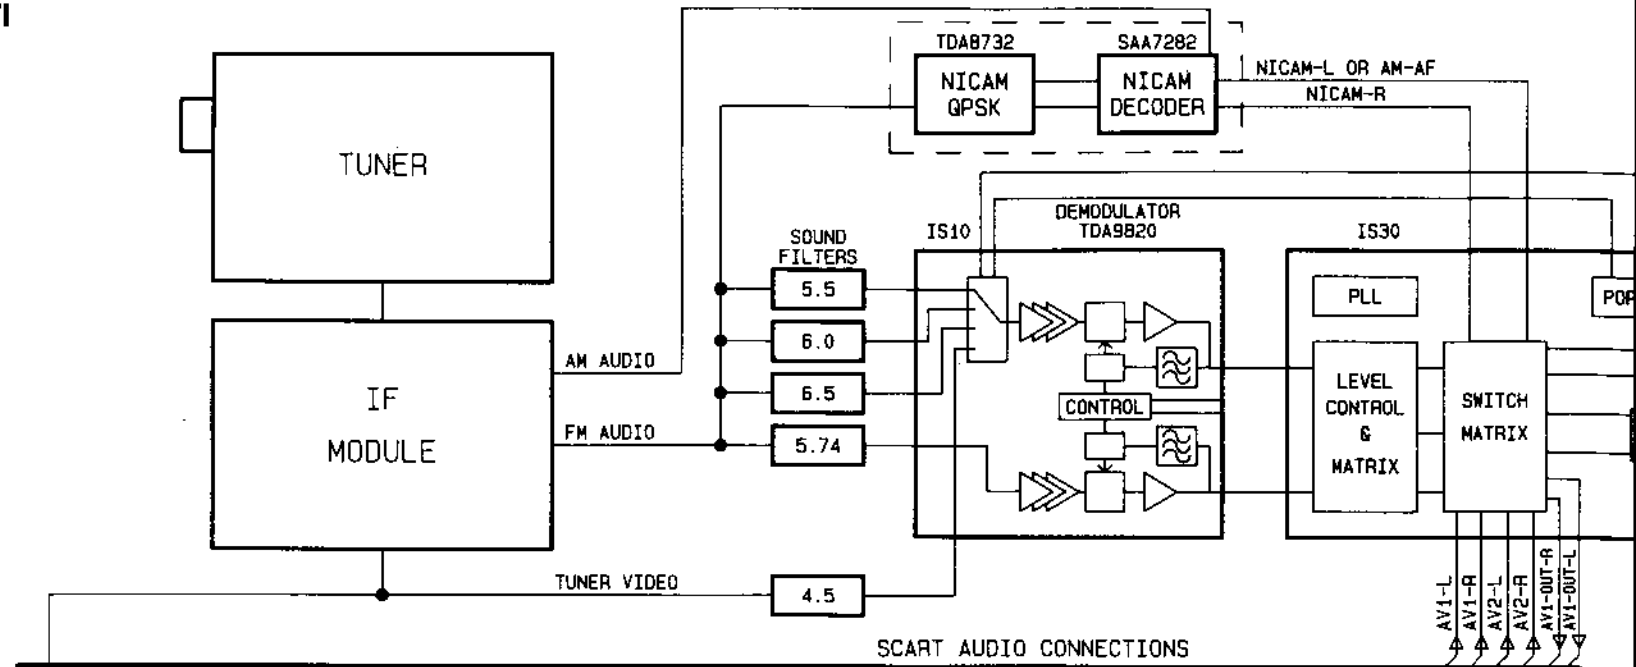 TDA8732
SAA7282
NICAM
QPSK
NICAM
DECODER
NICAM-L OR AM-AF
NICAM-R
TUNER
DEMODULATOR
TDA9820
IS10
IS30
SOUND
FILTERS
5.5
6.0
6.5
5.74
PLL
AM AUDIO
IF
MODULE
FM AUDIO
CONTROL
LEVEL
CONTROL
&
MATRIX
SWITCH
MATRIX
TUNER VIDEO
4.5
AV1-L
AV1-R
AV2-L
AV2-R
AV1-OUT-R
AV1-OUT-L
SCART AUDIO CONNECTIONS